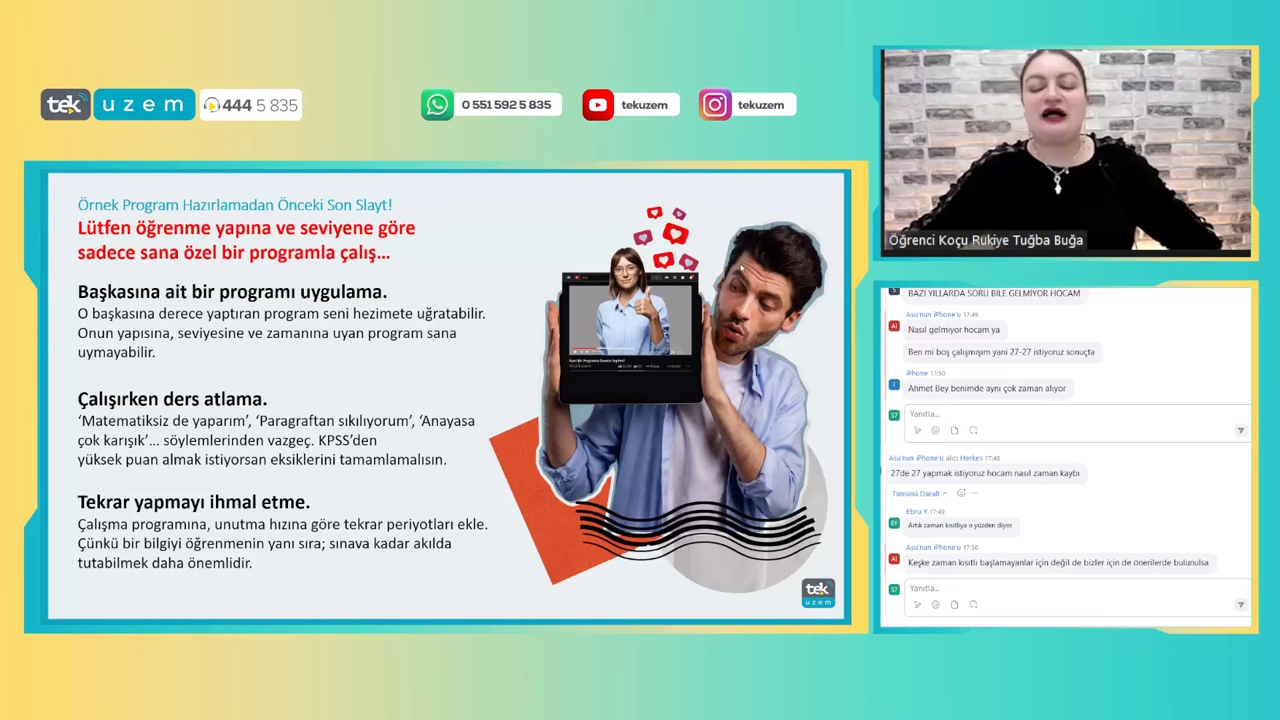 tek uzem 444 5 835
0 551 592 5 835
tekuzem
tekuzem
Örnek Program Hazırlamadan Önceki Son Slayt!
Lütfen öğrenme yapına ve seviyene göre
sadece sana özel bir programla çalış...
Başkasına ait bir programı uygulama.
O başkasına derece yaptıran program seni hezimete uğratabilir.
Onun yapısına, seviyesine ve zamanına uyan program sana
uymayabilir.
Çalışırken ders atlama.
‘Matematiksiz de yaparım’, ‘Paragraftan sıkılıyorum’, ‘Anayasa
çok karışık’... söylemlerinden vazgeç. KPSS’den
yüksek puan almak istiyorsan eksiklerini tamamlamalısın.
Tekrar yapmayı ihmal etme.
Çalışma programına, unutma hızına göre tekrar periyotları ekle.
Çünkü bir bilgiyi öğrenmenin yanı sıra; sınava kadar akılda
tutabilmek daha önemlidir.
tek
uzem
Öğrenci Koçu Rukiye Tuğba Buğa
BAZI YILLARDA SORU BİLE GELMIYOR HOCAM
Asu'nun iPhone'u 17:49
AI
Nasıl gelmiyor hocam ya
Ben mi boş çalışmışım yani 27-27 istiyoruz sonuçta
iPhone 17:50
I
Ahmet Bey benimde aynı çok zaman alıyor
Yanıtla...
Asu'nun iPhone'u alıcı Herkes 17:48
27de 27 yapmak istiyoruz hocam nasıl zaman kaybı
Tümünü Daralt
Ebru Y 17:49
EY
Artık zaman kısıtlıya o yüzden diyor
Asu'nun iPhone'u 17:50
AI
Keşke zaman kısıtlı başlamayanlar için değil de bizler için de önerilerde bulunulsa
Yanıtla...